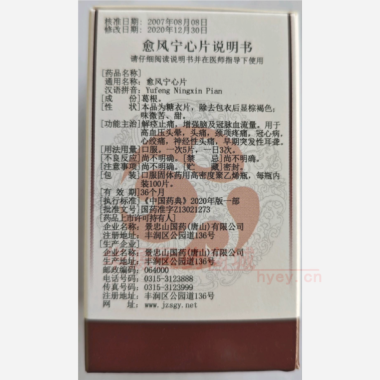 核准日期：2007年08月08日
修改日期：2020年12月30日
愈风宁心片说明书
请仔细阅读说明书并在医师指导下使用
[药品名称]
通用名称：愈风宁心片
汉语拼音：Yufeng Ningxin Pian
[成　份]葛根。
[性　状]本品为糖衣片，除去包衣后显棕褐色；
味微苦、甜。
[功能主治]解痉止痛，增强脑及冠脉血流量。用于
高血压头晕，头痛，颈项疼痛，冠心病，
心绞痛，神经性头痛，早期突发性耳聋。
[用法用量]口服。一次5片，一日3次。
[不良反应]尚不明确。[禁　忌]尚不明确。
[注意事项]尚不明确。[贮　藏]密封。
[包　装]口服固体药用高密度聚乙烯瓶，每瓶内
装100片。
[有 效 期]36个月
[执行标准]《中国药典》2020年版一部
[批准文号]国药准字Z13021273
[药品上市许可持有人]
企业名称：景忠山国药(唐山)有限公司
注册地址：丰润区公园道136号
[生产企业]
企业名称：景忠山国药(唐山)有限公司
生产地址：丰润区公园道136号
邮政编码：064000
电话号码：0315-3123888
传真号码：0315-3123999
注册地址：丰润区公园道136号
网　　址：www.jzsgy.net
hyey.cn